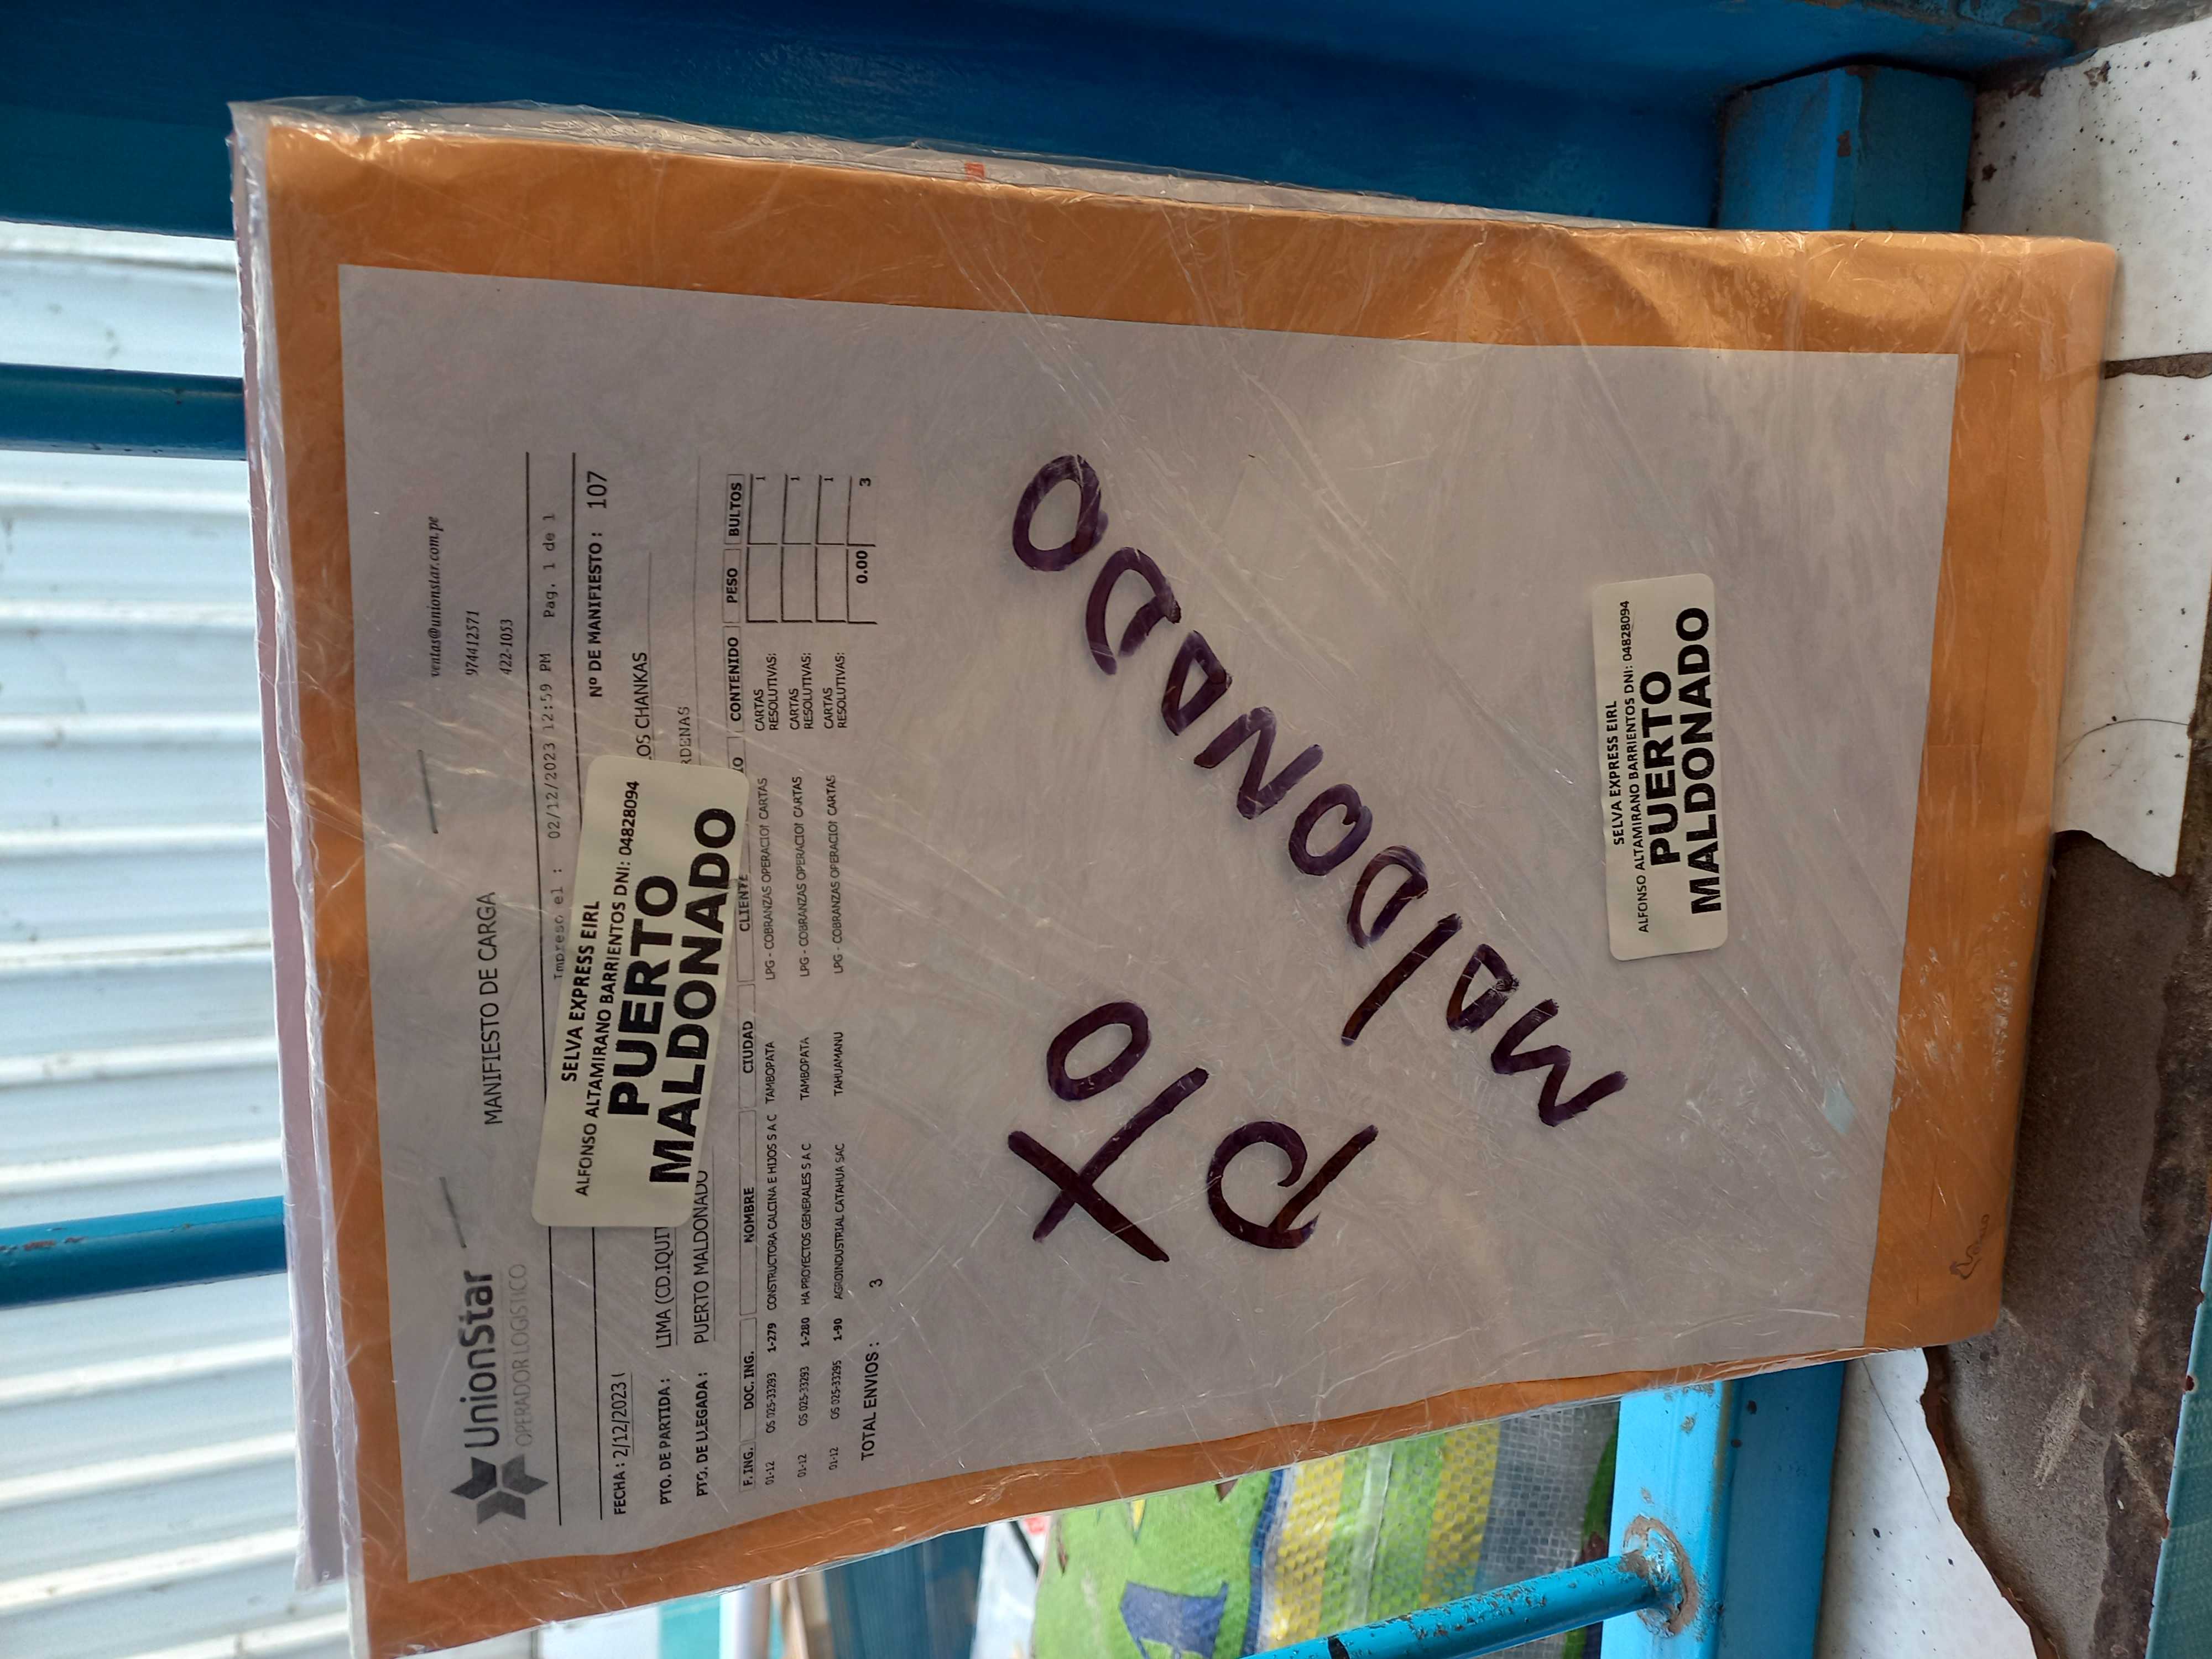 UnionStar
OPERADOR LOGISTICO
MANIFIESTO DE CARGA
ventas@unionstar.com.pe
974412571
422-1053
Impreso el : 02/12/2023 12:59 PM Pag. 1 de 1
FECHA : 2/12/2023 (
Nº DE MANIFIESTO : 107
PTO. DE PARTIDA : LIMA (CD.IQUIT
LOS CHANKAS
PTO. DE LLEGADA : PUERTO MALDONADO
RDENAS
SELVA EXPRESS EIRL
ALFONSO ALTAMIRANO BARRIENTOS DNI: 04828094
PUERTO
MALDONADO
F. ING. DOC. ING. NOMBRE CIUDAD CLIENTE IO CONTENIDO PESO BULTOS
01-12 OS 025-33293 1-279 CONSTRUCTORA CALCINA E HIJOS S A C TAMBOPATA LPG - COBRANZAS OPERACIO! CARTAS CARTAS RESOLUTIVAS: 1
01-12 OS 025-33293 1-280 HA PROYECTOS GENERALES S A C TAMBOPATA LPG - COBRANZAS OPERACIO! CARTAS CARTAS RESOLUTIVAS: 1
01-12 OS 025-33295 1-90 AGROINDUSTRIAL CATAHUA SAC TAHUAMANU LPG - COBRANZAS OPERACIO! CARTAS CARTAS RESOLUTIVAS: 1
TOTAL ENVIOS : 3 0.00 3
Pto
MalDONADO
SELVA EXPRESS EIRL
ALFONSO ALTAMIRANO BARRIENTOS DNI: 04828094
PUERTO
MALDONADO